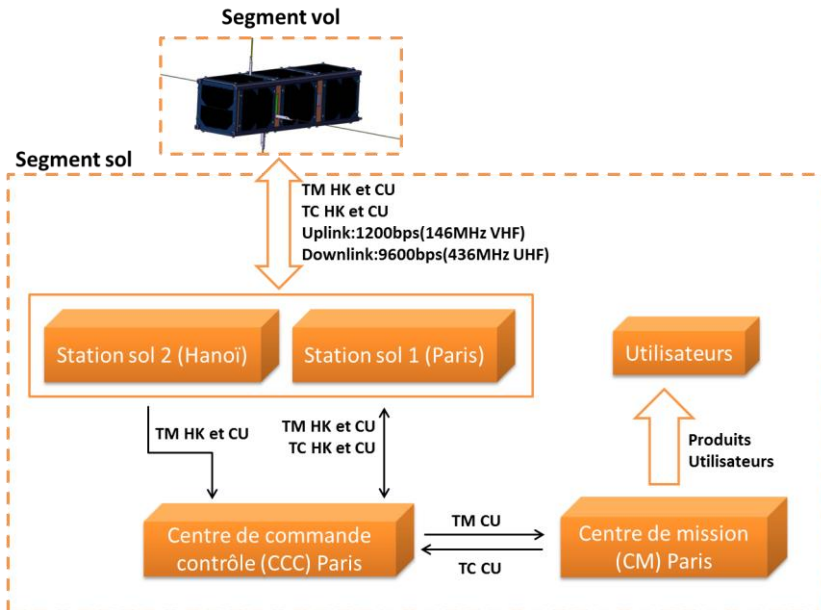 Segment vol
Segment sol
TM HK et CU
TC HK et CU
Uplink:1200bps(146MHz VHF)
Downlink:9600bps(436MHz UHF)
Station sol 2 (Hanoï)
Station sol 1 (Paris)
Utilisateurs
TM HK et CU
TM HK et CU
TC HK et CU
Produits
Utilisateurs
Centre de commande
contrôle (CCC) Paris
TM CU
TC CU
Centre de mission
(CM) Paris